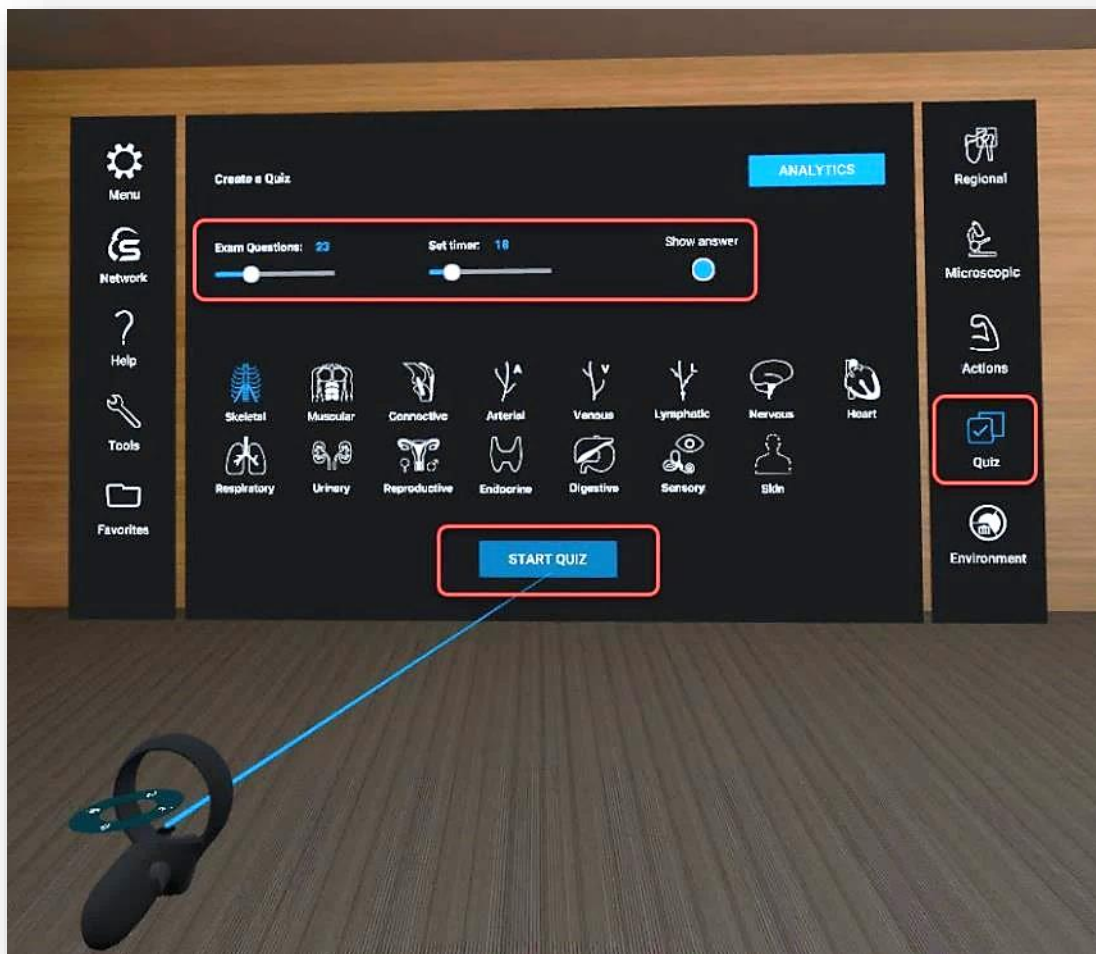 Menu
Network
Help
Tools
Favorites
Create a Quiz
ANALYTICS
Exam Questions: 23
Set timer: 18
Show answer
Skeletal
Muscular
Connective
Arterial
Venous
Lymphatic
Nervous
Heart
Respiratory
Urinary
Reproductive
Endocrine
Digestive
Sensory
Skin
START QUIZ
Regional
Microscopic
Actions
Quiz
Environment